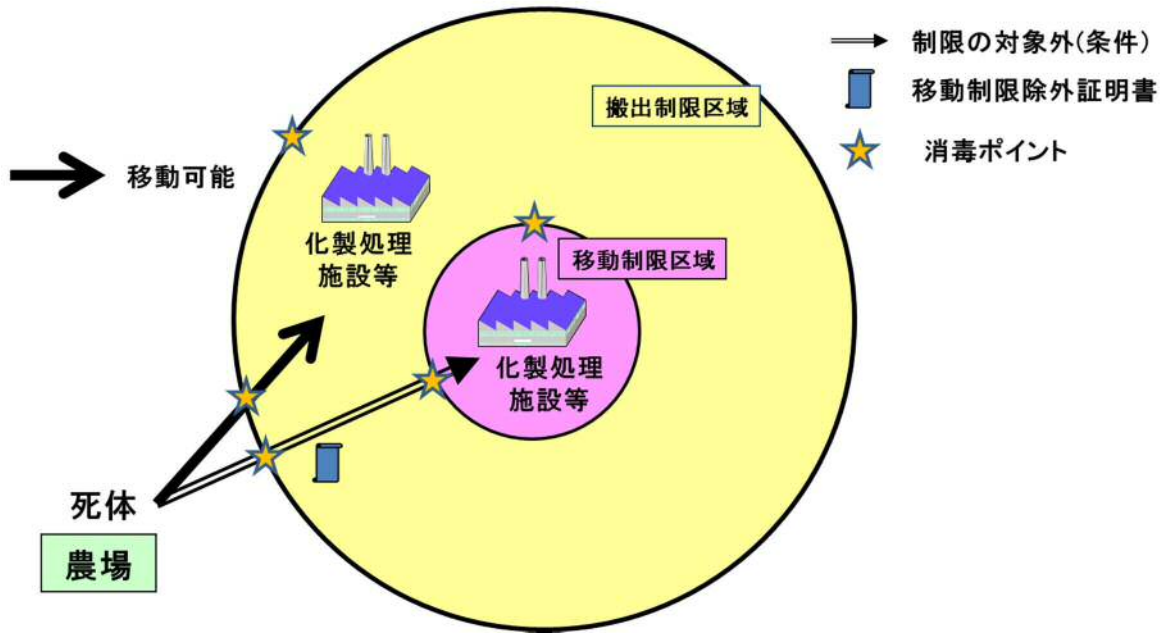 制限の対象外(条件)
移動制限除外証明書
消毒ポイント
搬出制限区域
移動可能
化製処理
施設等
移動制限区域
化製処理
施設等
死体
農場